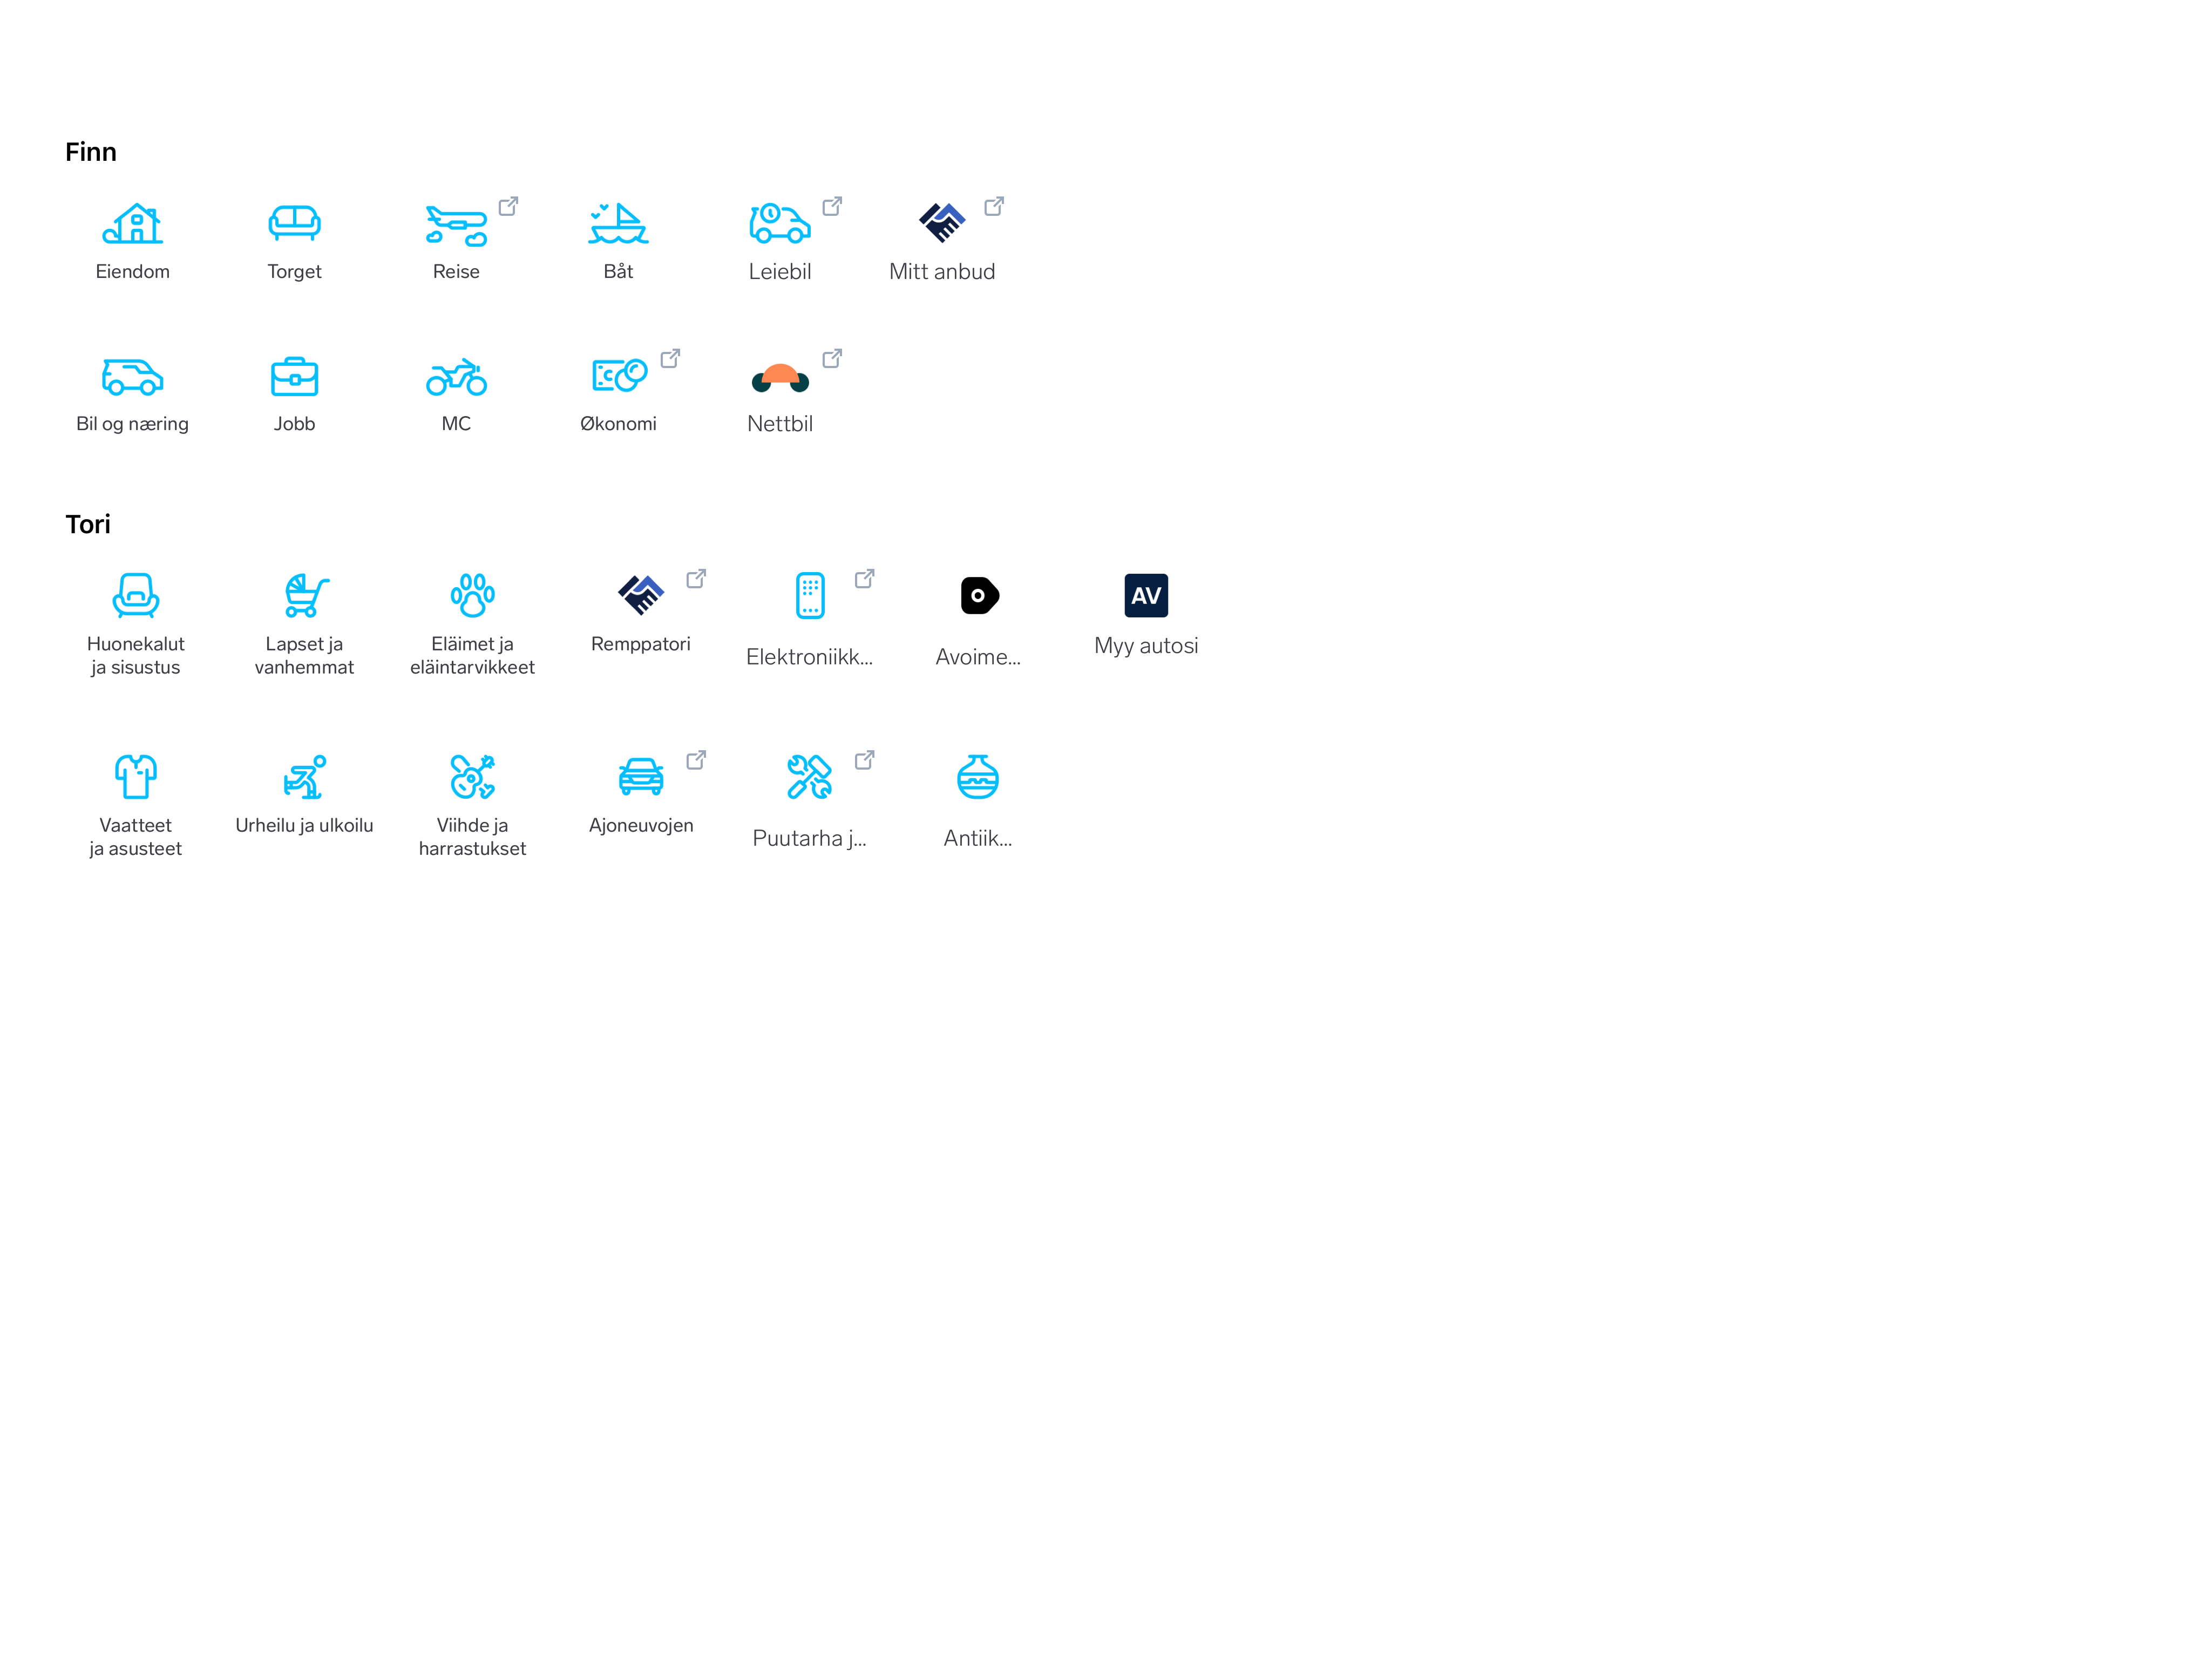 Finn
Eiendom
Torget
Reise
Båt
Leiebil
Mitt anbud
Bil og næring
Jobb
MC
Økonomi
Nettbil
Tori
Huonekalut
ja sisustus
Lapset ja
vanhemmat
Eläimet ja
eläintarvikkeet
Remppatori
Elektroniikk...
Avoime...
AV
Myy autosi
Vaatteet
ja asusteet
Urheilu ja ulkoilu
Viihde ja
harrastukset
Ajoneuvojen
Puutarha j...
Antiik...